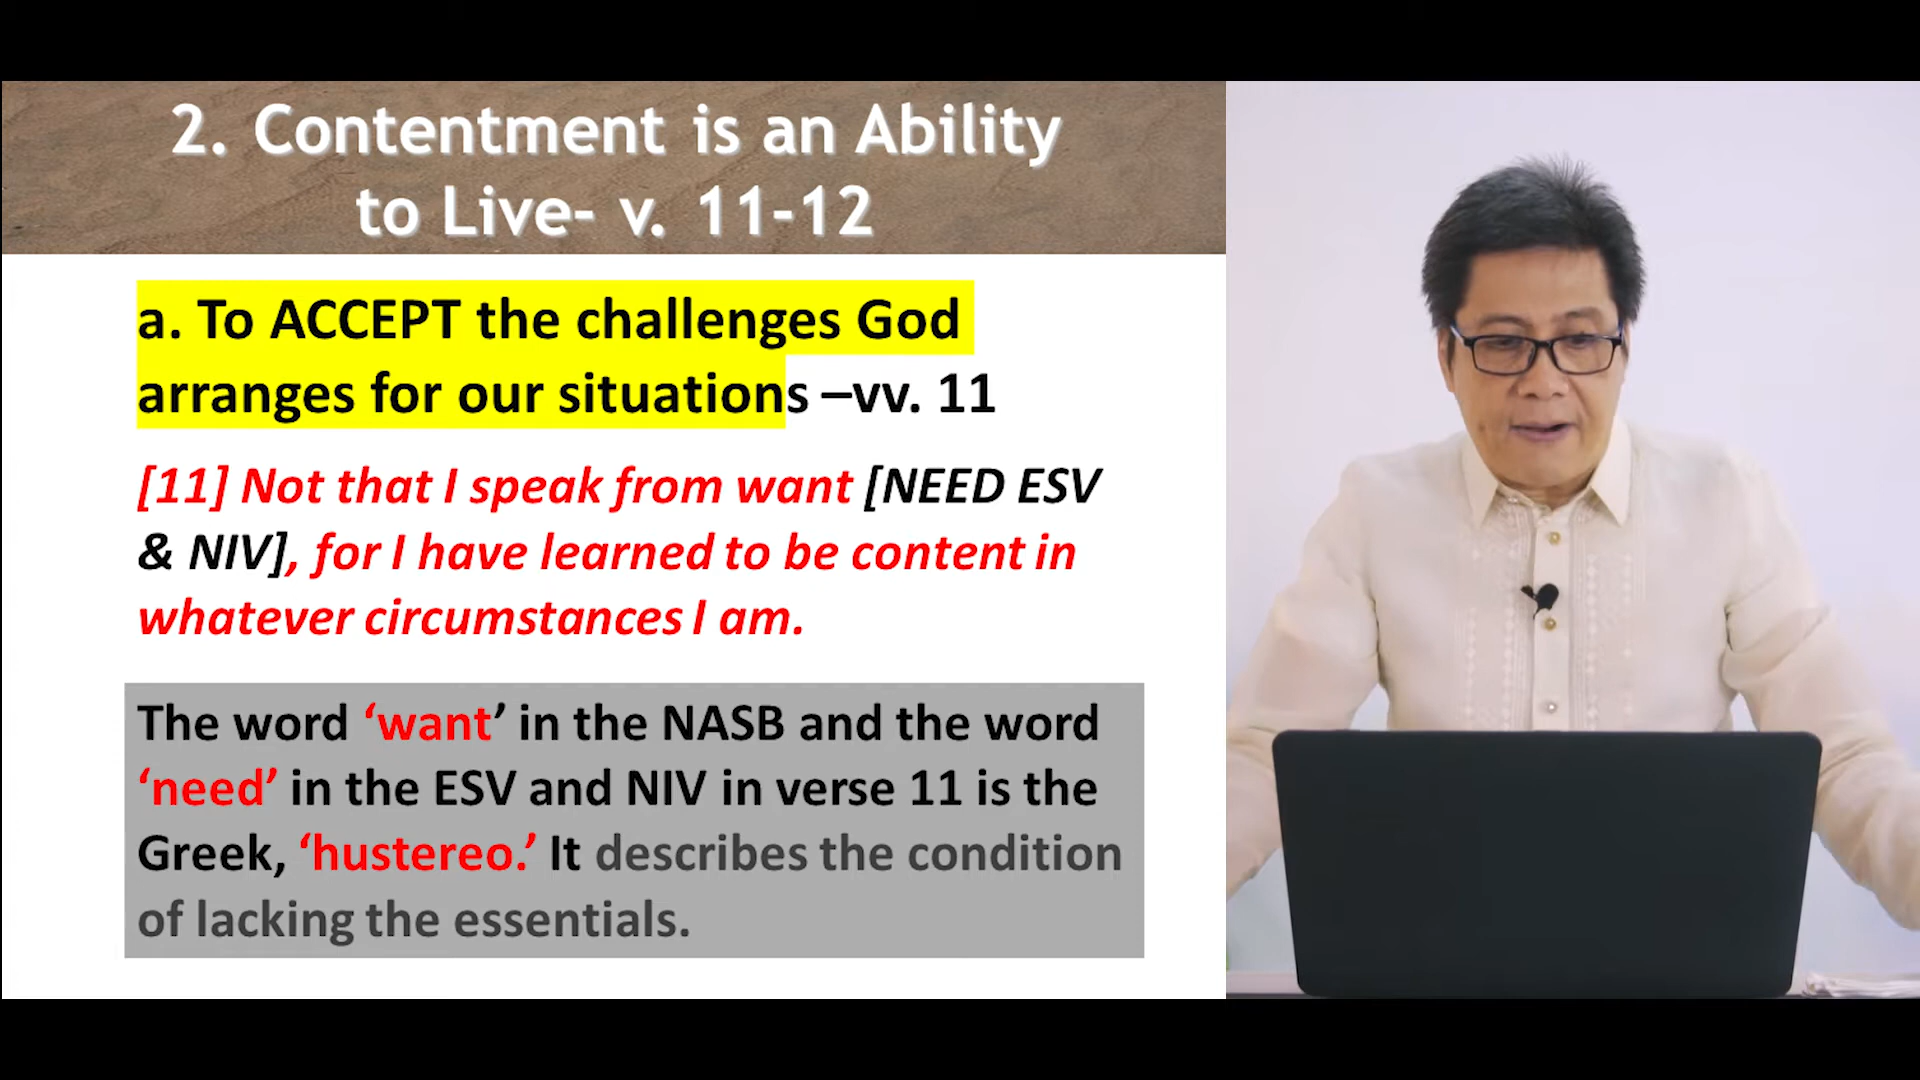 2. Contentment is an Ability
to Live- v. 11-12
a. To ACCEPT the challenges God
arranges for our situations –vv. 11
[11] Not that I speak from want [NEED ESV
& NIV], for I have learned to be content in
whatever circumstances I am.
The word ‘want’ in the NASB and the word
‘need’ in the ESV and NIV in verse 11 is the
Greek, ‘hustereo.’ It describes the condition
of lacking the essentials.